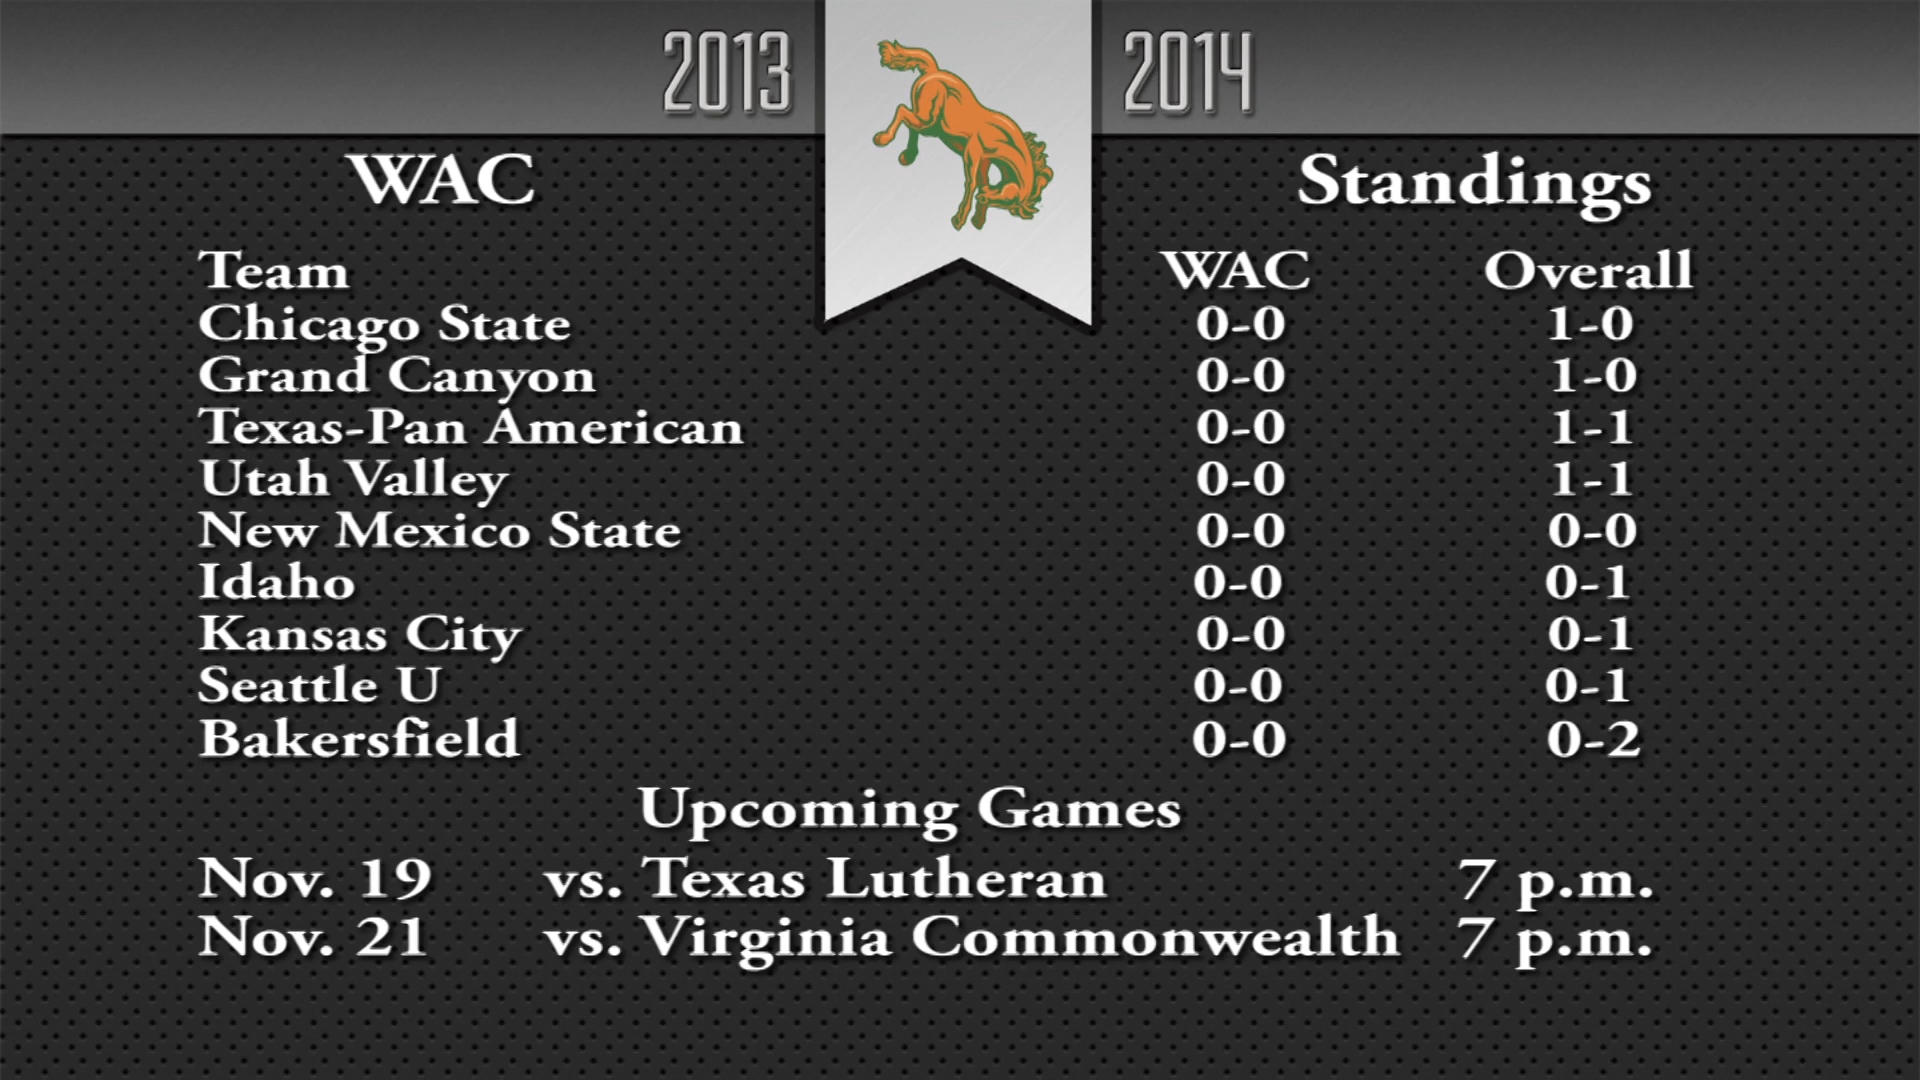 2013 2014
WAC Standings
Team WAC Overall
Chicago State 0-0 1-0
Grand Canyon 0-0 1-0
Texas-Pan American 0-0 1-1
Utah Valley 0-0 1-1
New Mexico State 0-0 0-0
Idaho 0-0 0-1
Kansas City 0-0 0-1
Seattle U 0-0 0-1
Bakersfield 0-0 0-2
Upcoming Games
Nov. 19 vs. Texas Lutheran 7 p.m.
Nov. 21 vs. Virginia Commonwealth 7 p.m.